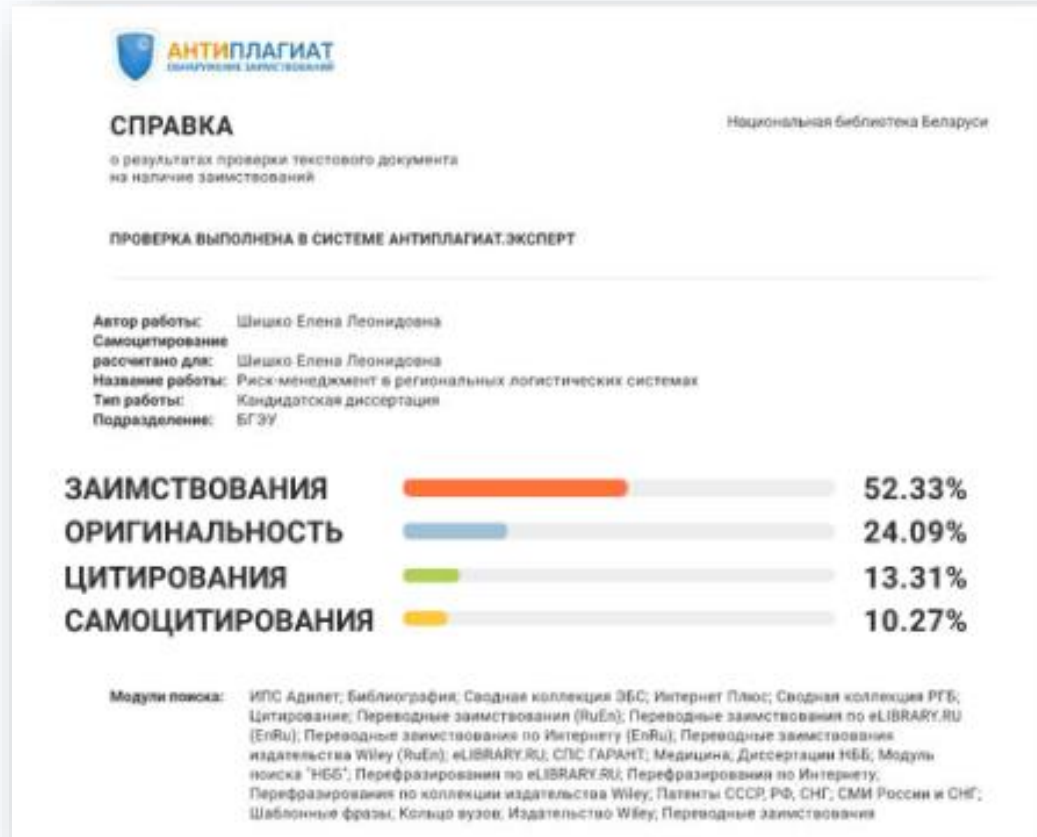 АНТИПЛАГИАТ
ОБНАРУЖЕНИЕ ЗАИМСТВОВАНИЙ
СПРАВКА
Национальная библиотека Беларуси
о результатах проверки текстового документа
на наличие заимствований
ПРОВЕРКА ВЫПОЛНЕНА В СИСТЕМЕ АНТИПЛАГИАТ.ЭКСПЕРТ
Автор работы: Шишко Елена Леонидовна
Самоцитирование
рассчитано для: Шишко Елена Леонидовна
Название работы: Риск-менеджмент в региональных логистических системах
Тип работы: Кандидатская диссертация
Подразделение: БГЭУ
ЗАИМСТВОВАНИЯ 52.33%
ОРИГИНАЛЬНОСТЬ 24.09%
ЦИТИРОВАНИЯ 13.31%
САМОЦИТИРОВАНИЯ 10.27%
Модули поиска: ИПС Адилет; Библиография; Сводная коллекция ЭБС; Интернет Плюс; Сводная коллекция РГБ;
Цитирование; Переводные заимствования (RuEn); Переводные заимствования по eLIBRARY.RU
(EnRu); Переводные заимствования по Интернету (EnRu); Переводные заимствования
издательства Wiley (RuEn); eLIBRARY.RU; СПС ГАРАНТ; Медицина; Диссертации НББ; Модуль
поиска "НББ"; Перефразирования по eLIBRARY.RU; Перефразирования по Интернету;
Перефразирования по коллекции издательства Wiley; Патенты СССР, РФ, СНГ; СМИ России и СНГ;
Шаблонные фразы; Кольцо вузов; Издательство Wiley; Переводные заимствования